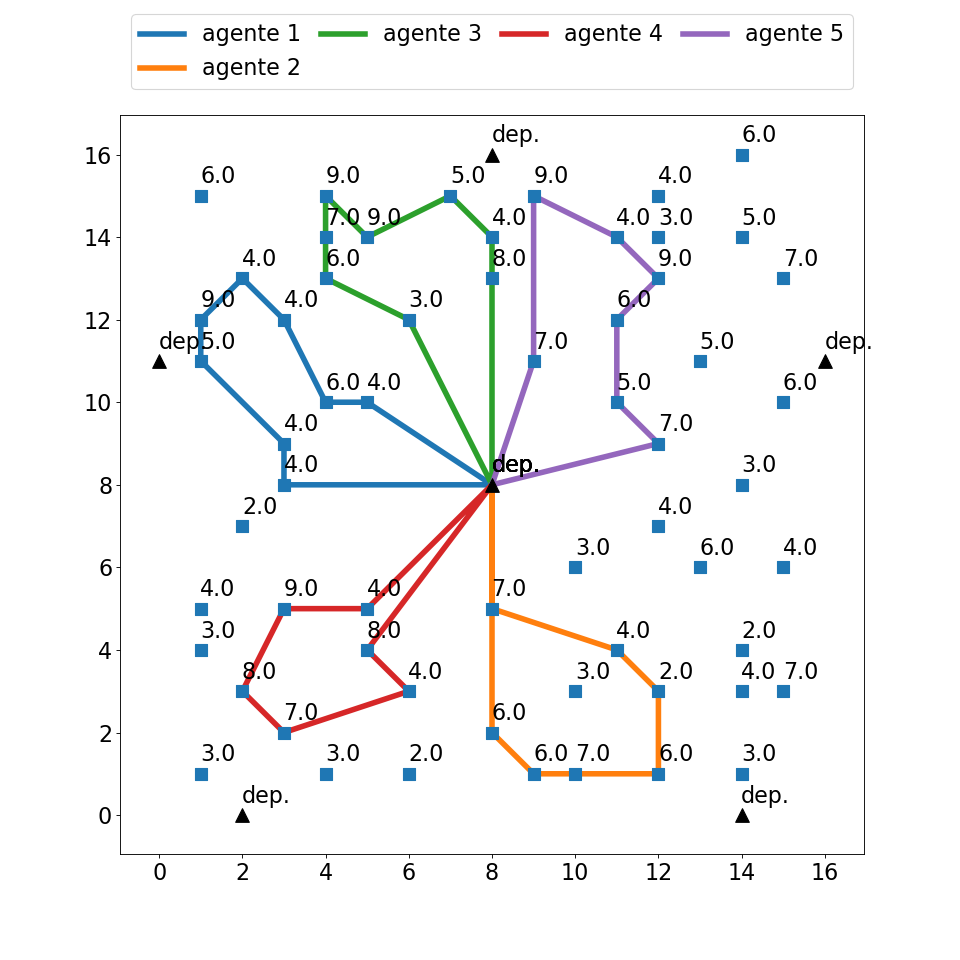 agente 1 agente 3 agente 4 agente 5
agente 2
dep. 6.0
16
6.0 9.0 5.0 9.0 4.0
7.0 9.0 4.0 4.0 3.0 5.0
14
4.0 6.0 8.0 9.0 7.0
9.0 4.0 3.0 6.0
12
dep. 5.0 7.0 5.0 dep.
6.0 4.0 5.0 6.0
10
4.0 7.0
4.0 dep. 3.0
8
2.0 4.0
3.0 6.0 4.0
6
4.0 9.0 4.0 7.0
3.0 8.0 4.0 2.0
4
8.0 4.0 3.0 2.0 4.0 7.0
7.0 6.0
2
3.0 3.0 2.0 6.0 7.0 6.0 3.0
dep. dep.
0
0 2 4 6 8 10 12 14 16